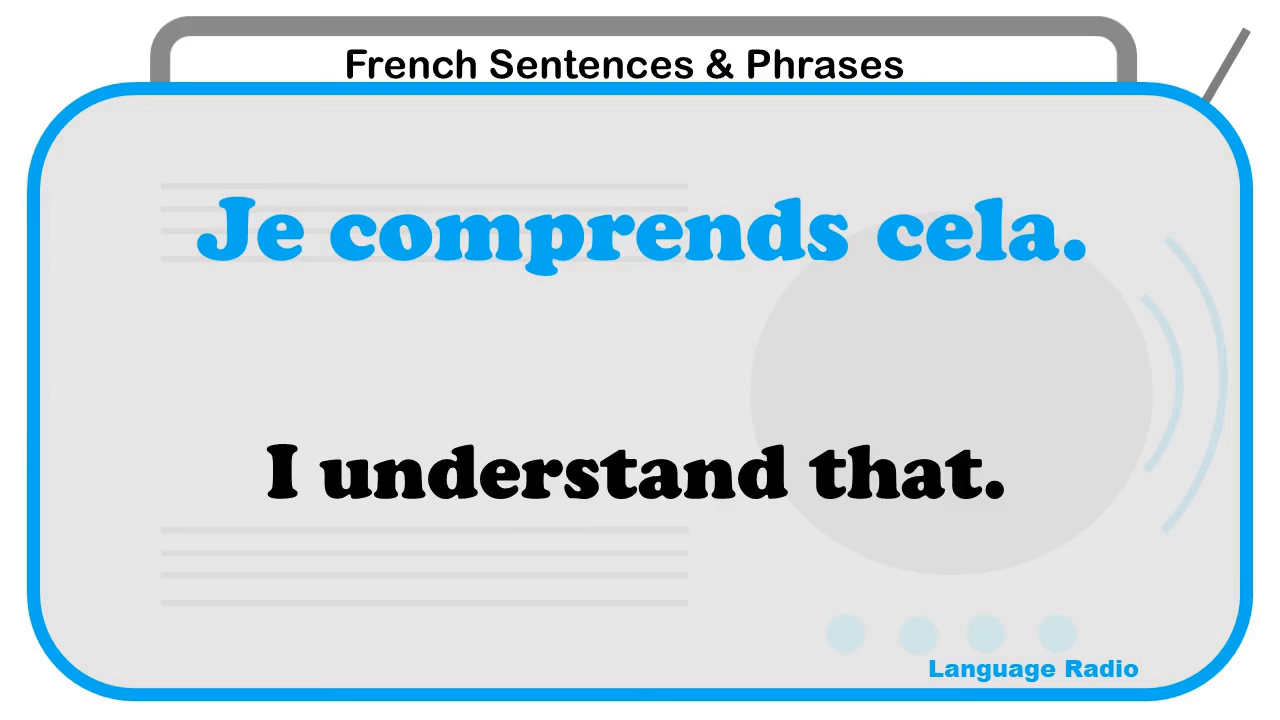 French Sentences & Phrases
Je comprends cela.
I understand that.
Language Radio